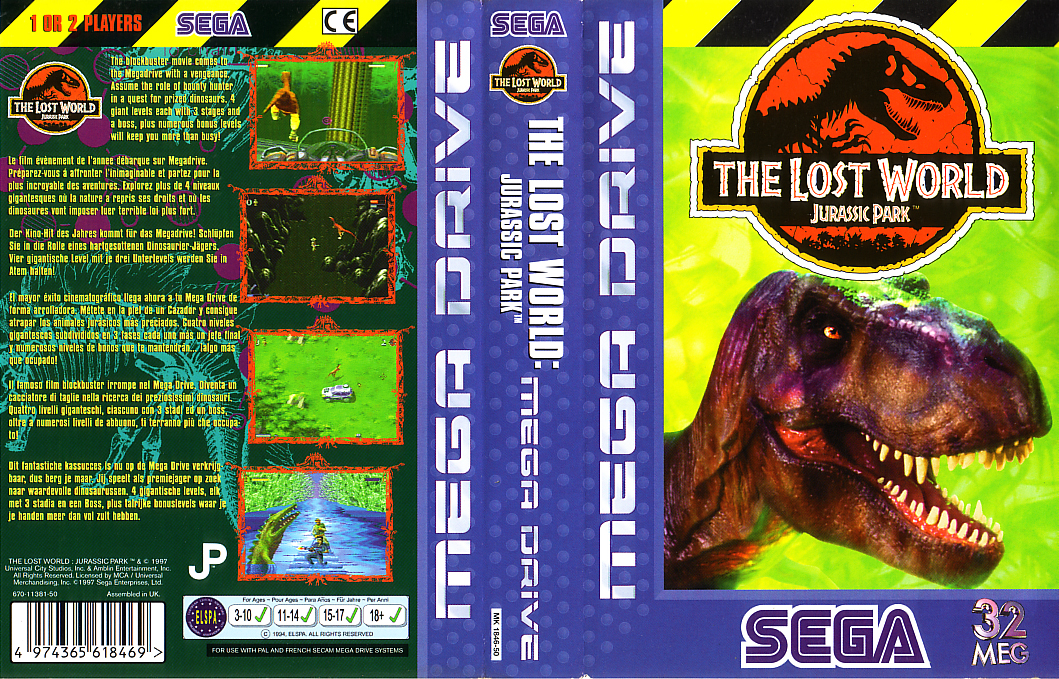 1 OR 2 PLAYERS
SEGA
CE
THE LOST WORLD
JURASSIC PARK
The blockbuster movie comes to
the Megadrive with a vengeance.
Assume the role of bounty hunter
in a quest for prized dinosaurs. 4
giant levels each with 3 stages and
a boss, plus numerous bonus levels
will keep you more than busy!
Le film évènement de l'annee débarque sur Megadrive.
Préparez-vous à affronter l'inimaginable et partez pour la
plus incroyable des aventures. Explorez plus de 4 niveaux
gigantesques où la nature a repris ses droits et où les
dinosaures vont imposer luer terrible loi plus fort.
Der Kino-Hit des Jahres kommt für das Megadrive! Schlüpfen
Sie in die Rolle eines hartgesottenen Dinosaurier-Jägers.
Vier gigantische Level mit je drei Unterlevels werden Sie in
Atem halten!
El mayor éxito cinematográfico llega ahora a tu Mega Drive de
forma arrolladora. Métete en la piel de un Cazador y consigue
atrapar los animales jurásicos más preciados. Cuatro niveles
gigantescos subdivididos en 3 fases cada uno más un jefe final
y numerosos niveles de bonos que te mantendrán... ¡algo más
que ocupado!
Il famoso film blockbuster irrompe nel Mega Drive. Diventa un
cacciatore di taglie nella ricerca dei preziosissimi dinosauri.
Quattro livelli giganteschi, ciascuno con 3 stadi ed un boss,
oltre a numerosi livelli di abbuono, ti terranno più che occupa-
to!
Dit fantastiche kassucces is nu op de Mega Drive verkrijg-
baar, dus berg je maar. Jij speelt als premiejager op zoek
naar waardevolle dinosaurussen. 4 gigantische levels, elk
met 3 stadia en een Boss, plus talrijke bonuslevels waar je
je handen meer dan vol zult hebben.
JP
THE LOST WORLD : JURASSIC PARK ™ & © 1997
Universal City Studios, Inc. & Amblin Entertainment, Inc.
All Rights Reserved. Licensed by MCA / Universal
Merchandising, Inc. © 1997 Sega Enterprises, Ltd.
670-11381-50
Assembled in UK.
4 974365 618469 >
ELSPA
For Ages – Pour Ages – Para Años – Für Jahre – Per Anni
3-10 11-14 15-17 18+
© 1994, ELSPA. ALL RIGHTS RESERVED
FOR USE WITH PAL AND FRENCH SECAM MEGA DRIVE SYSTEMS
MEGA DRIVE
SEGA
THE LOST WORLD
JURASSIC PARK
THE LOST WORLD:
JURASSIC PARK™
MEGA DRIVE
MK 1846-50
MEGA DRIVE
THE LOST WORLD
JURASSIC PARK™
SEGA
32
MEG